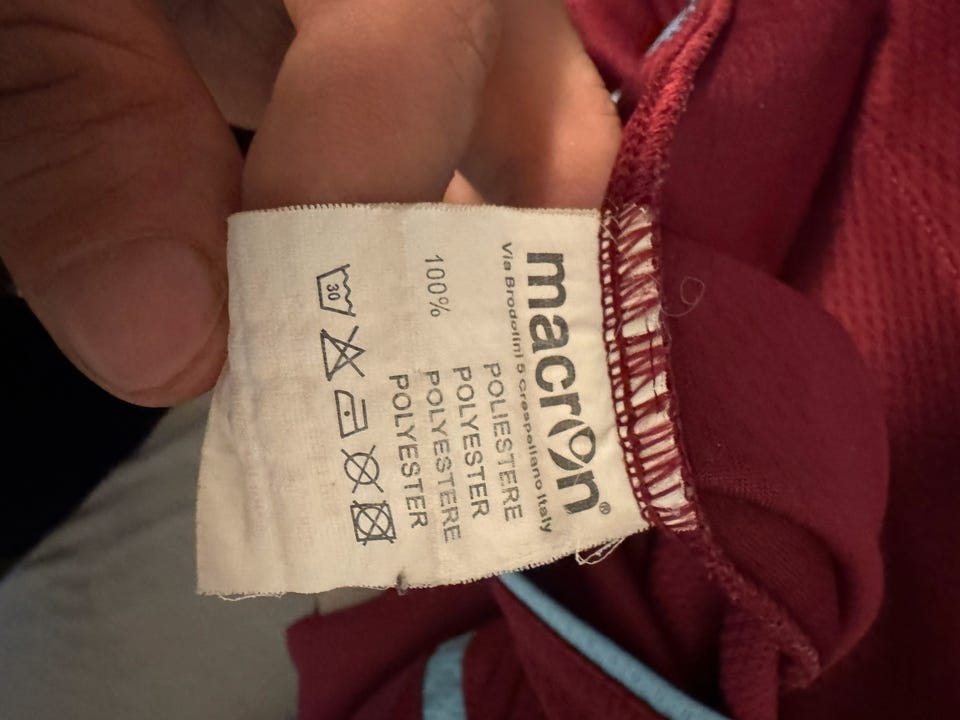 macron®
Via Brodolini 5 Crespellano Italy
POLIESTERE
POLYESTER
100% POLYESTERE
POLYESTER
30